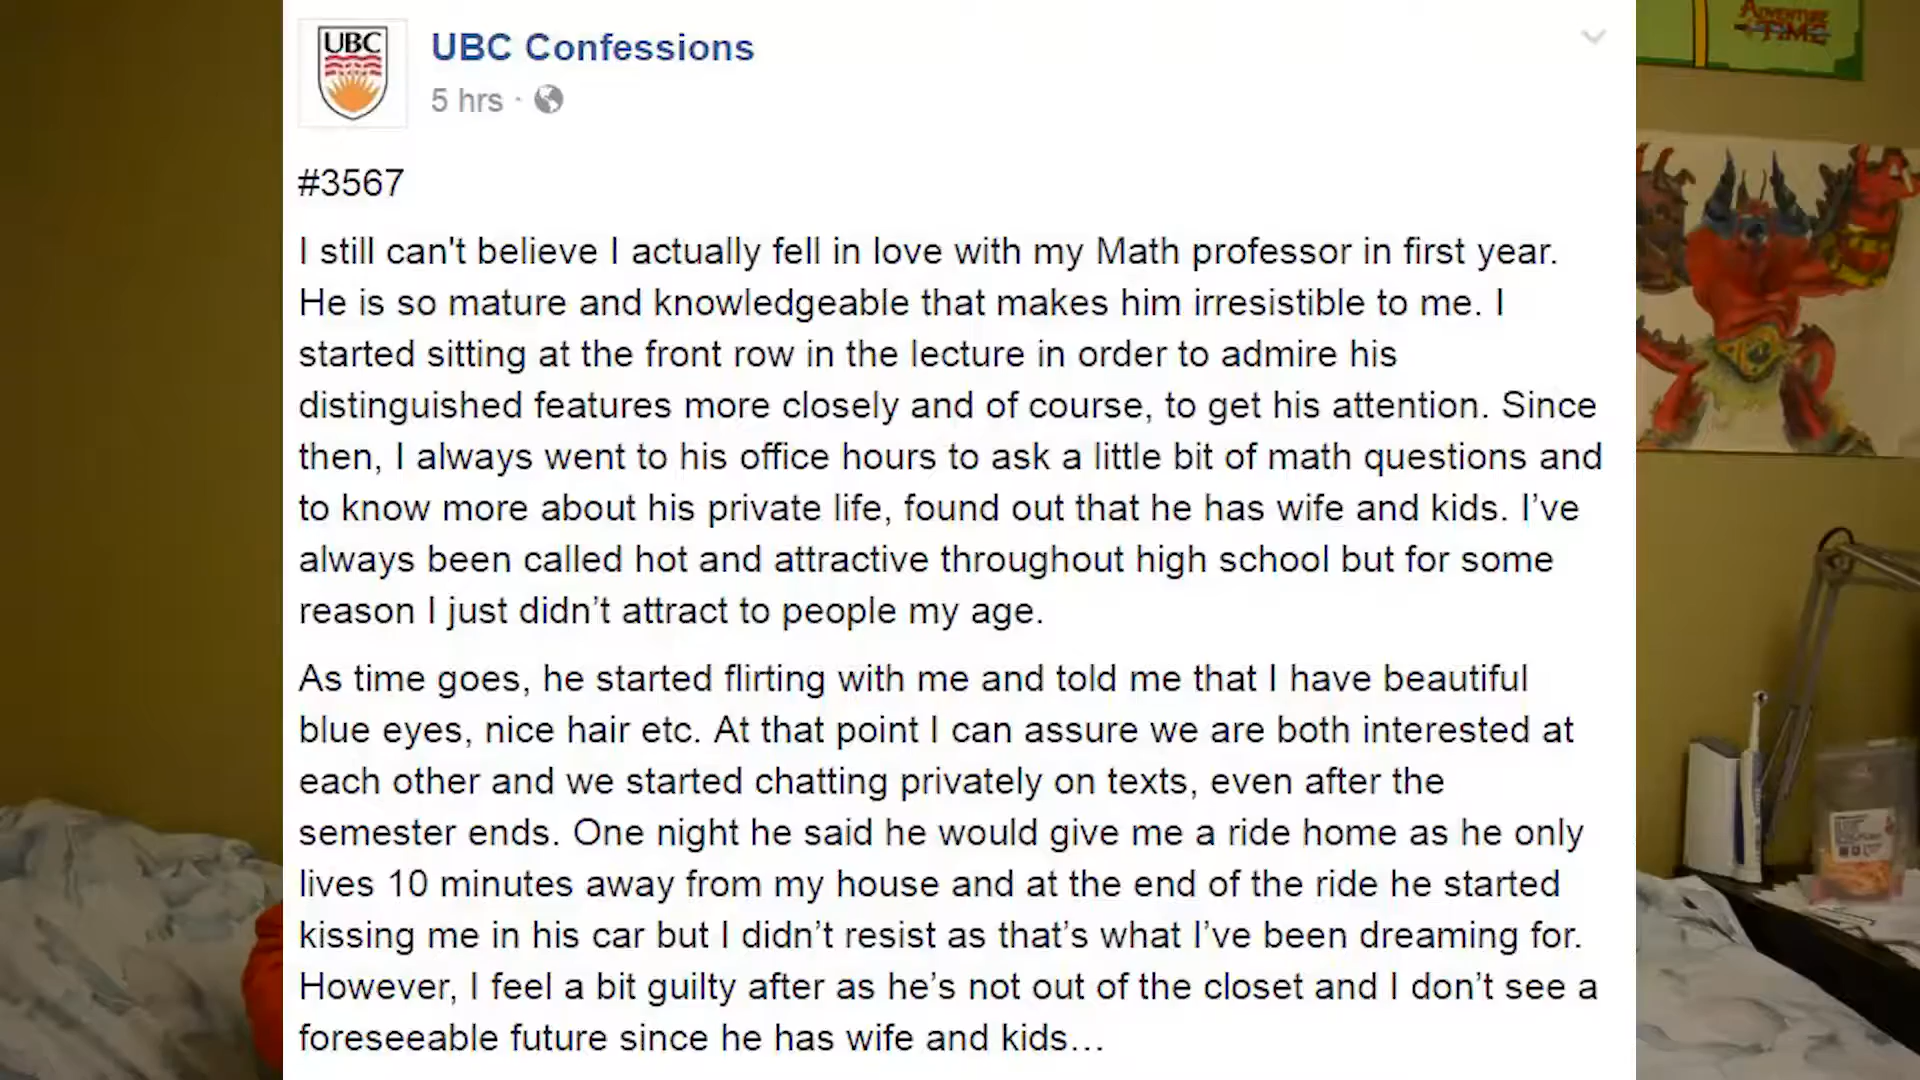 UBC
UBC Confessions
5 hrs ·
#3567
I still can't believe I actually fell in love with my Math professor in first year.
He is so mature and knowledgeable that makes him irresistible to me. I
started sitting at the front row in the lecture in order to admire his
distinguished features more closely and of course, to get his attention. Since
then, I always went to his office hours to ask a little bit of math questions and
to know more about his private life, found out that he has wife and kids. I’ve
always been called hot and attractive throughout high school but for some
reason I just didn’t attract to people my age.
As time goes, he started flirting with me and told me that I have beautiful
blue eyes, nice hair etc. At that point I can assure we are both interested at
each other and we started chatting privately on texts, even after the
semester ends. One night he said he would give me a ride home as he only
lives 10 minutes away from my house and at the end of the ride he started
kissing me in his car but I didn’t resist as that’s what I’ve been dreaming for.
However, I feel a bit guilty after as he’s not out of the closet and I don’t see a
foreseeable future since he has wife and kids…
ADVENTURE
TIME